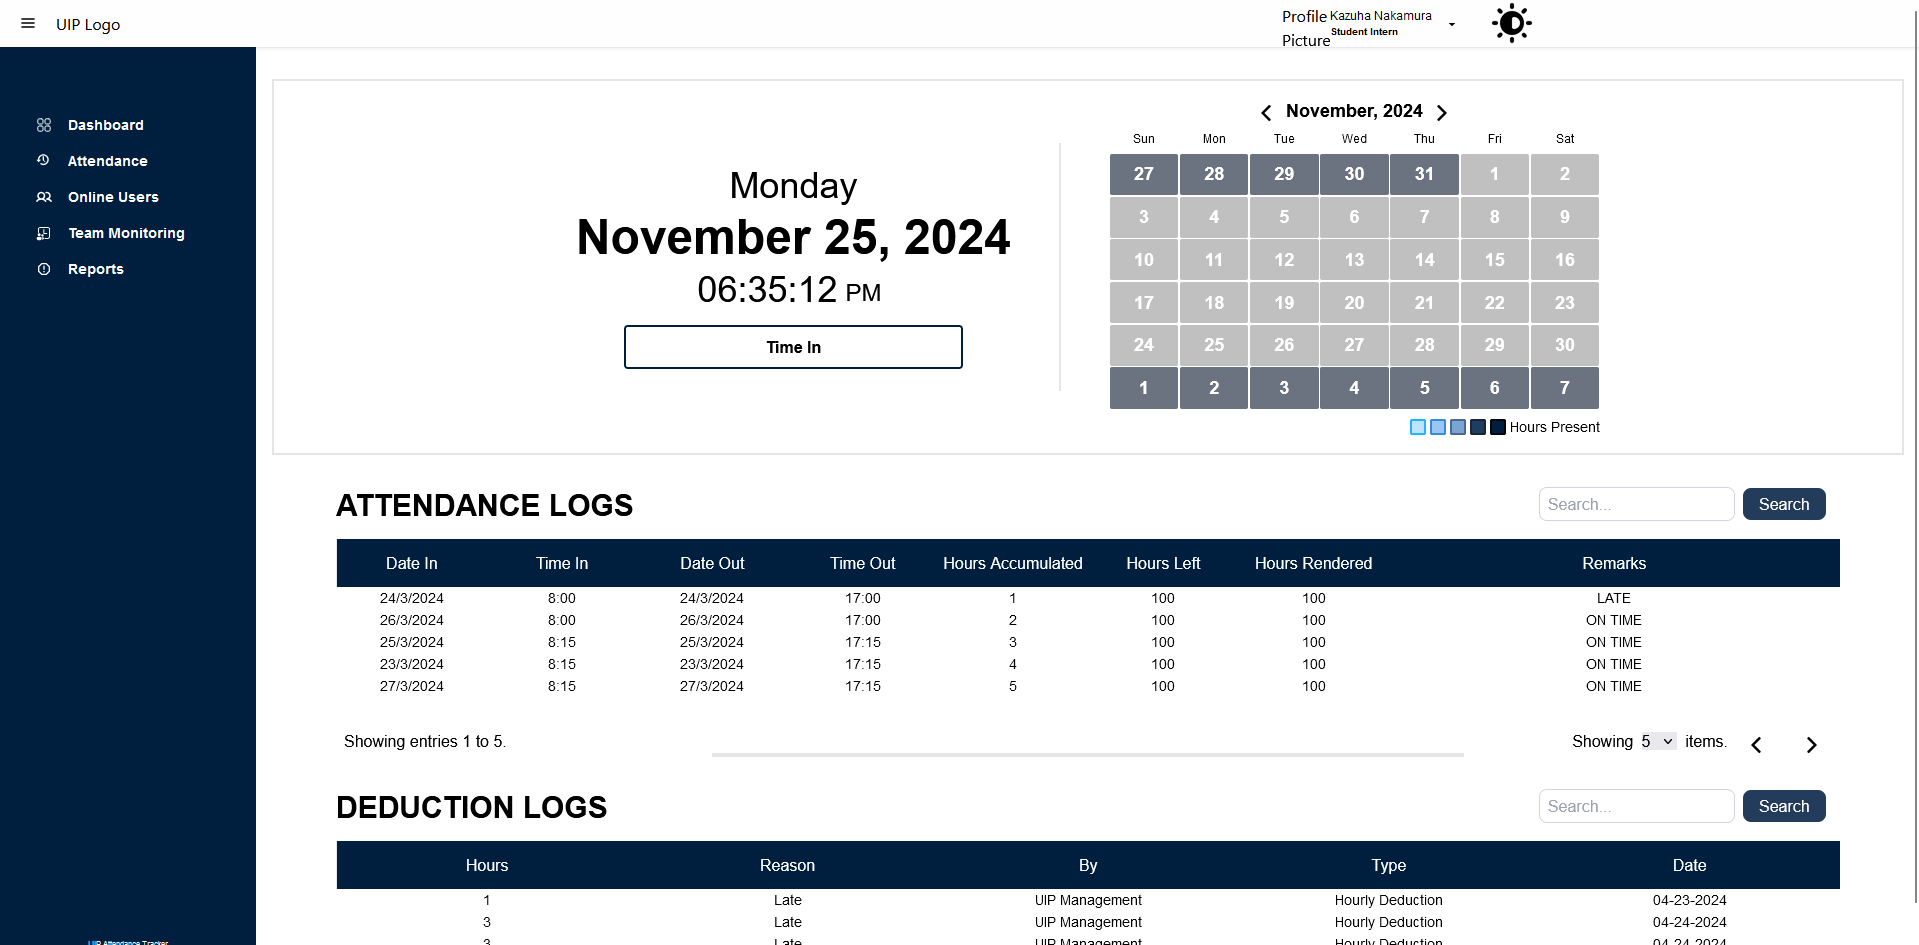 UIP Logo
Profile Picture
Kazuha Nakamura
Student Intern
Dashboard
Attendance
Online Users
Team Monitoring
Reports
UIP Attendance Tracker
Monday
November 25, 2024
06:35:12 PM
Time In
November, 2024
Sun Mon Tue Wed Thu Fri Sat
27 28 29 30 31 1 2
3 4 5 6 7 8 9
10 11 12 13 14 15 16
17 18 19 20 21 22 23
24 25 26 27 28 29 30
1 2 3 4 5 6 7
Hours Present
ATTENDANCE LOGS
Search... Search
Date In Time In Date Out Time Out Hours Accumulated Hours Left Hours Rendered Remarks
24/3/2024 8:00 24/3/2024 17:00 1 100 100 LATE
26/3/2024 8:00 26/3/2024 17:00 2 100 100 ON TIME
25/3/2024 8:15 25/3/2024 17:15 3 100 100 ON TIME
23/3/2024 8:15 23/3/2024 17:15 4 100 100 ON TIME
27/3/2024 8:15 27/3/2024 17:15 5 100 100 ON TIME
Showing entries 1 to 5.
Showing 5 items.
DEDUCTION LOGS
Search... Search
Hours Reason By Type Date
1 Late UIP Management Hourly Deduction 04-23-2024
3 Late UIP Management Hourly Deduction 04-24-2024
3 Late UIP Management Hourly Deduction 04-24-2024